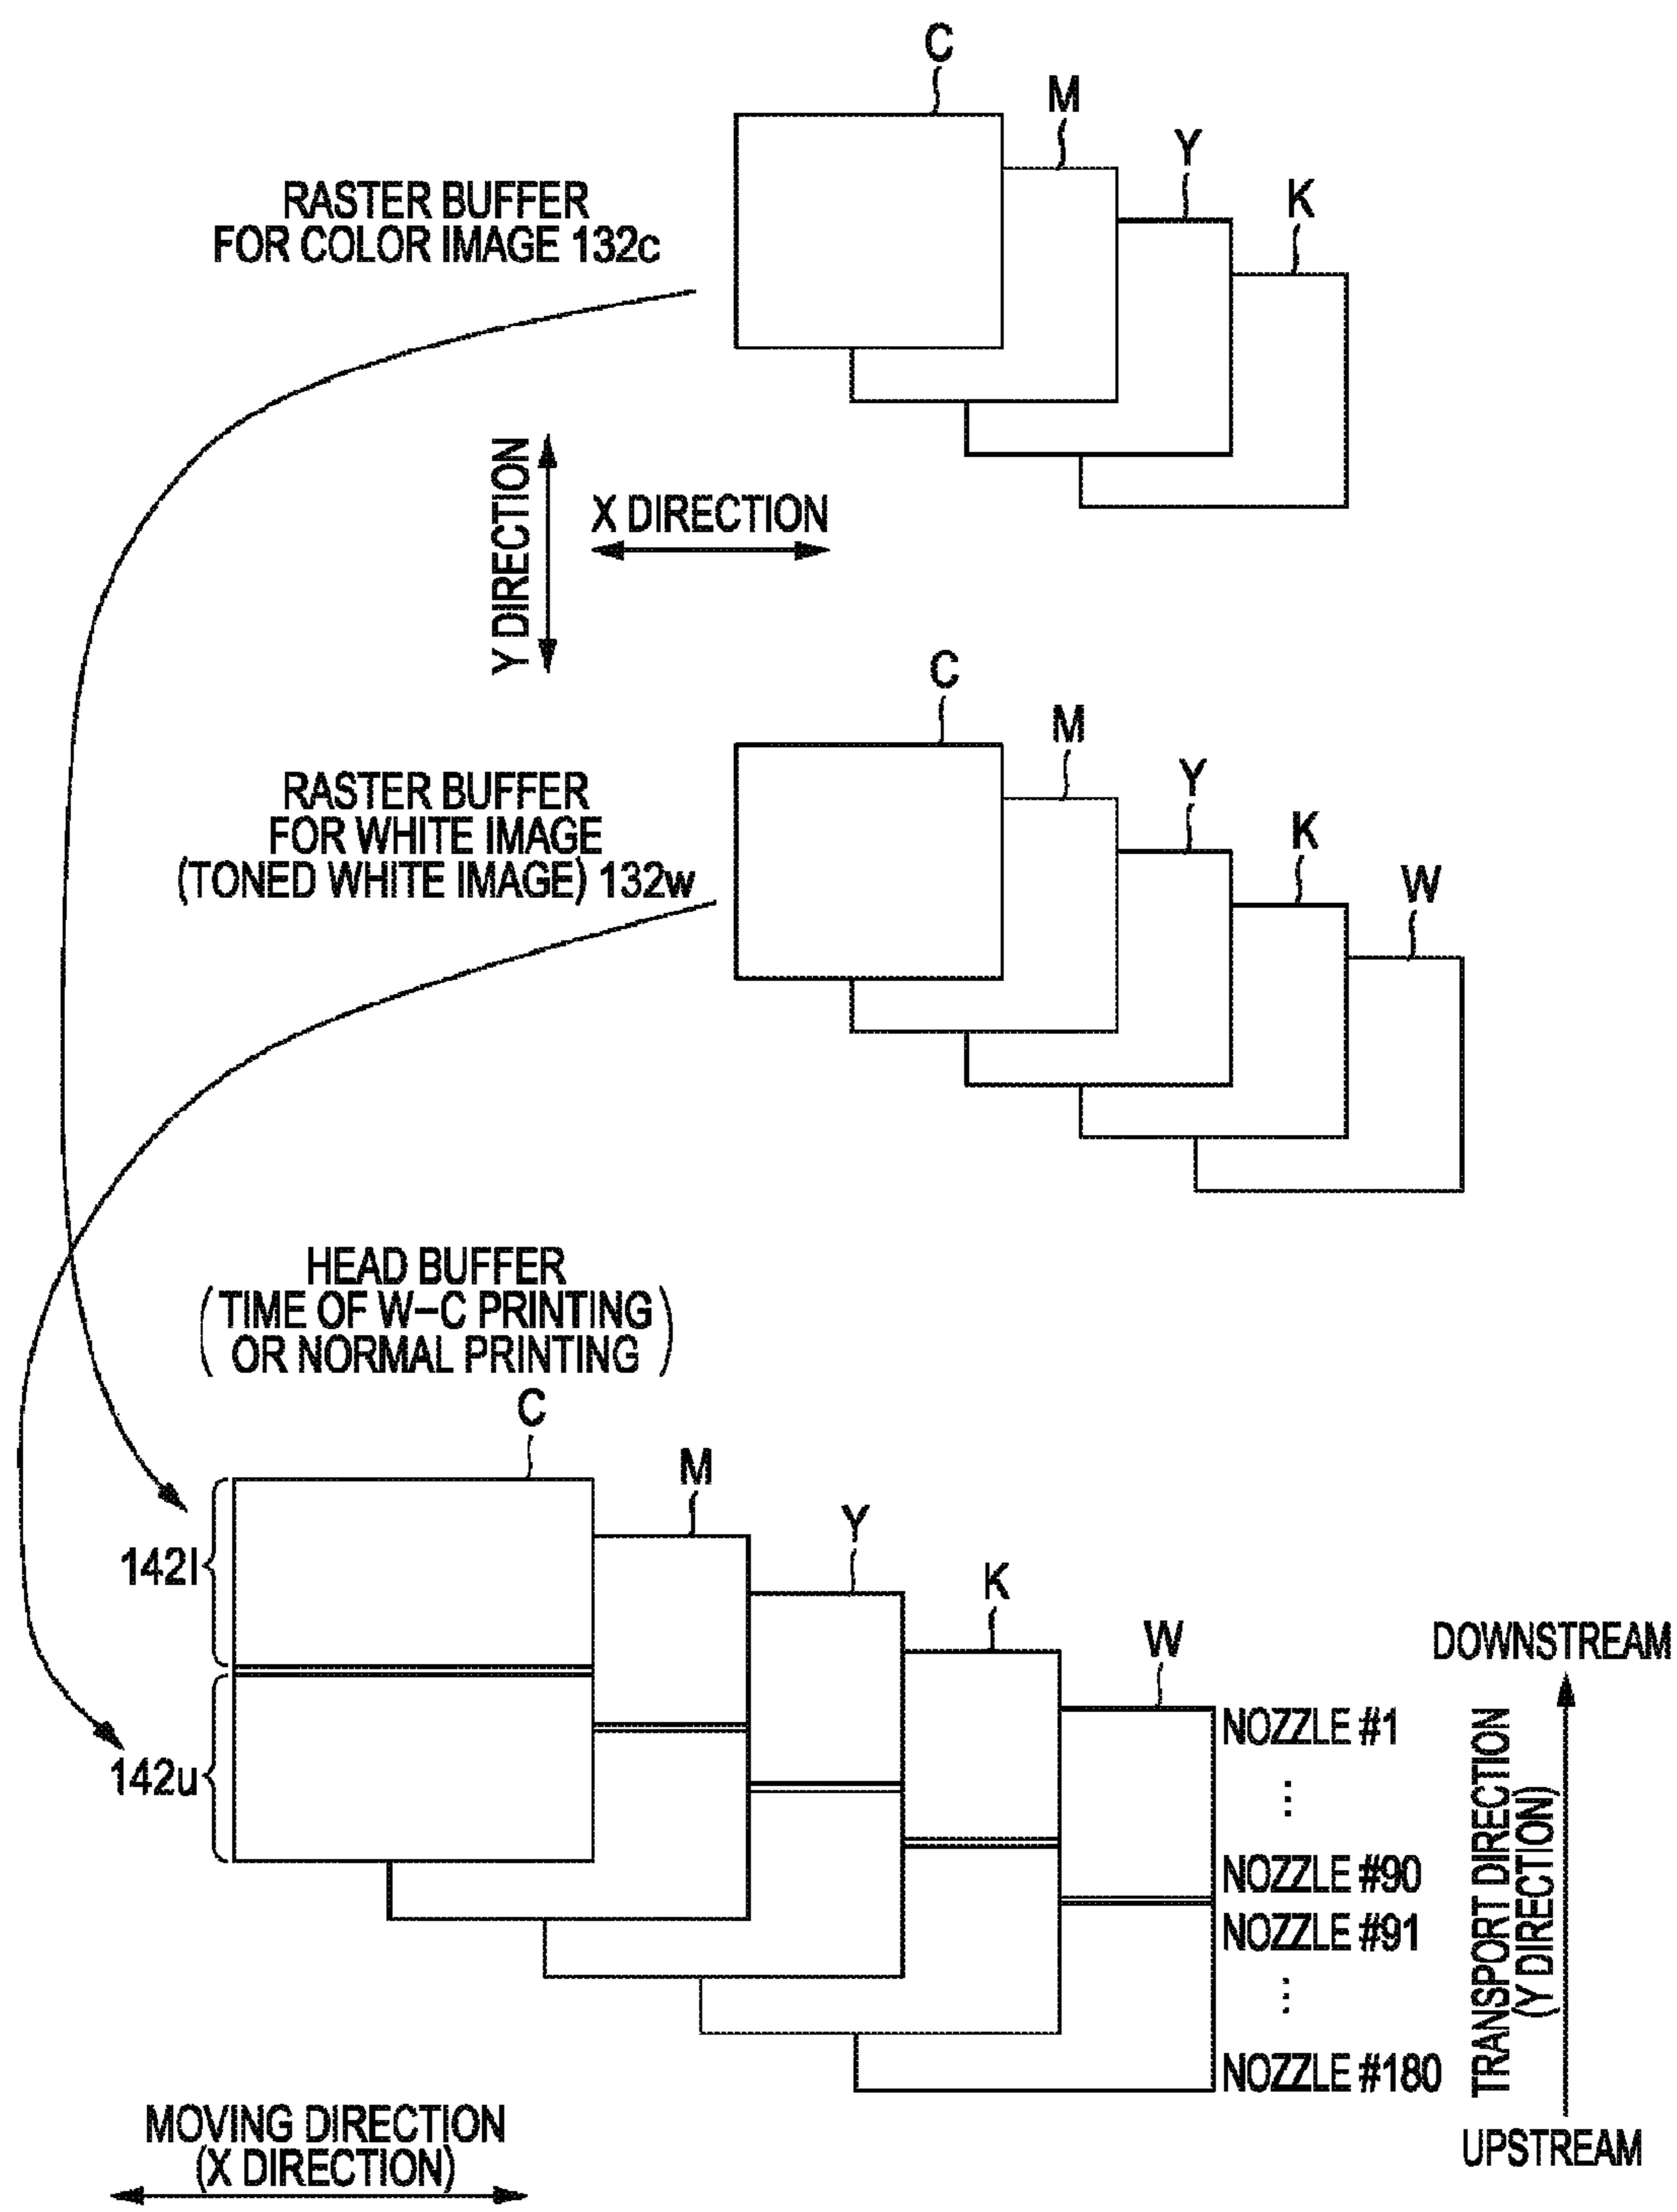 C
M
Y
K
RASTER BUFFER
FOR COLOR IMAGE 132c
Y DIRECTION
X DIRECTION
C
M
Y
K
W
RASTER BUFFER
FOR WHITE IMAGE
(TONED WHITE IMAGE) 132w
HEAD BUFFER
(TIME OF W-C PRINTING
OR NORMAL PRINTING)
C
M
Y
K
W
142l
142u
NOZZLE #1
⋮
NOZZLE #90
NOZZLE #91
⋮
NOZZLE #180
DOWNSTREAM
TRANSPORT DIRECTION
(Y DIRECTION)
UPSTREAM
MOVING DIRECTION
(X DIRECTION)